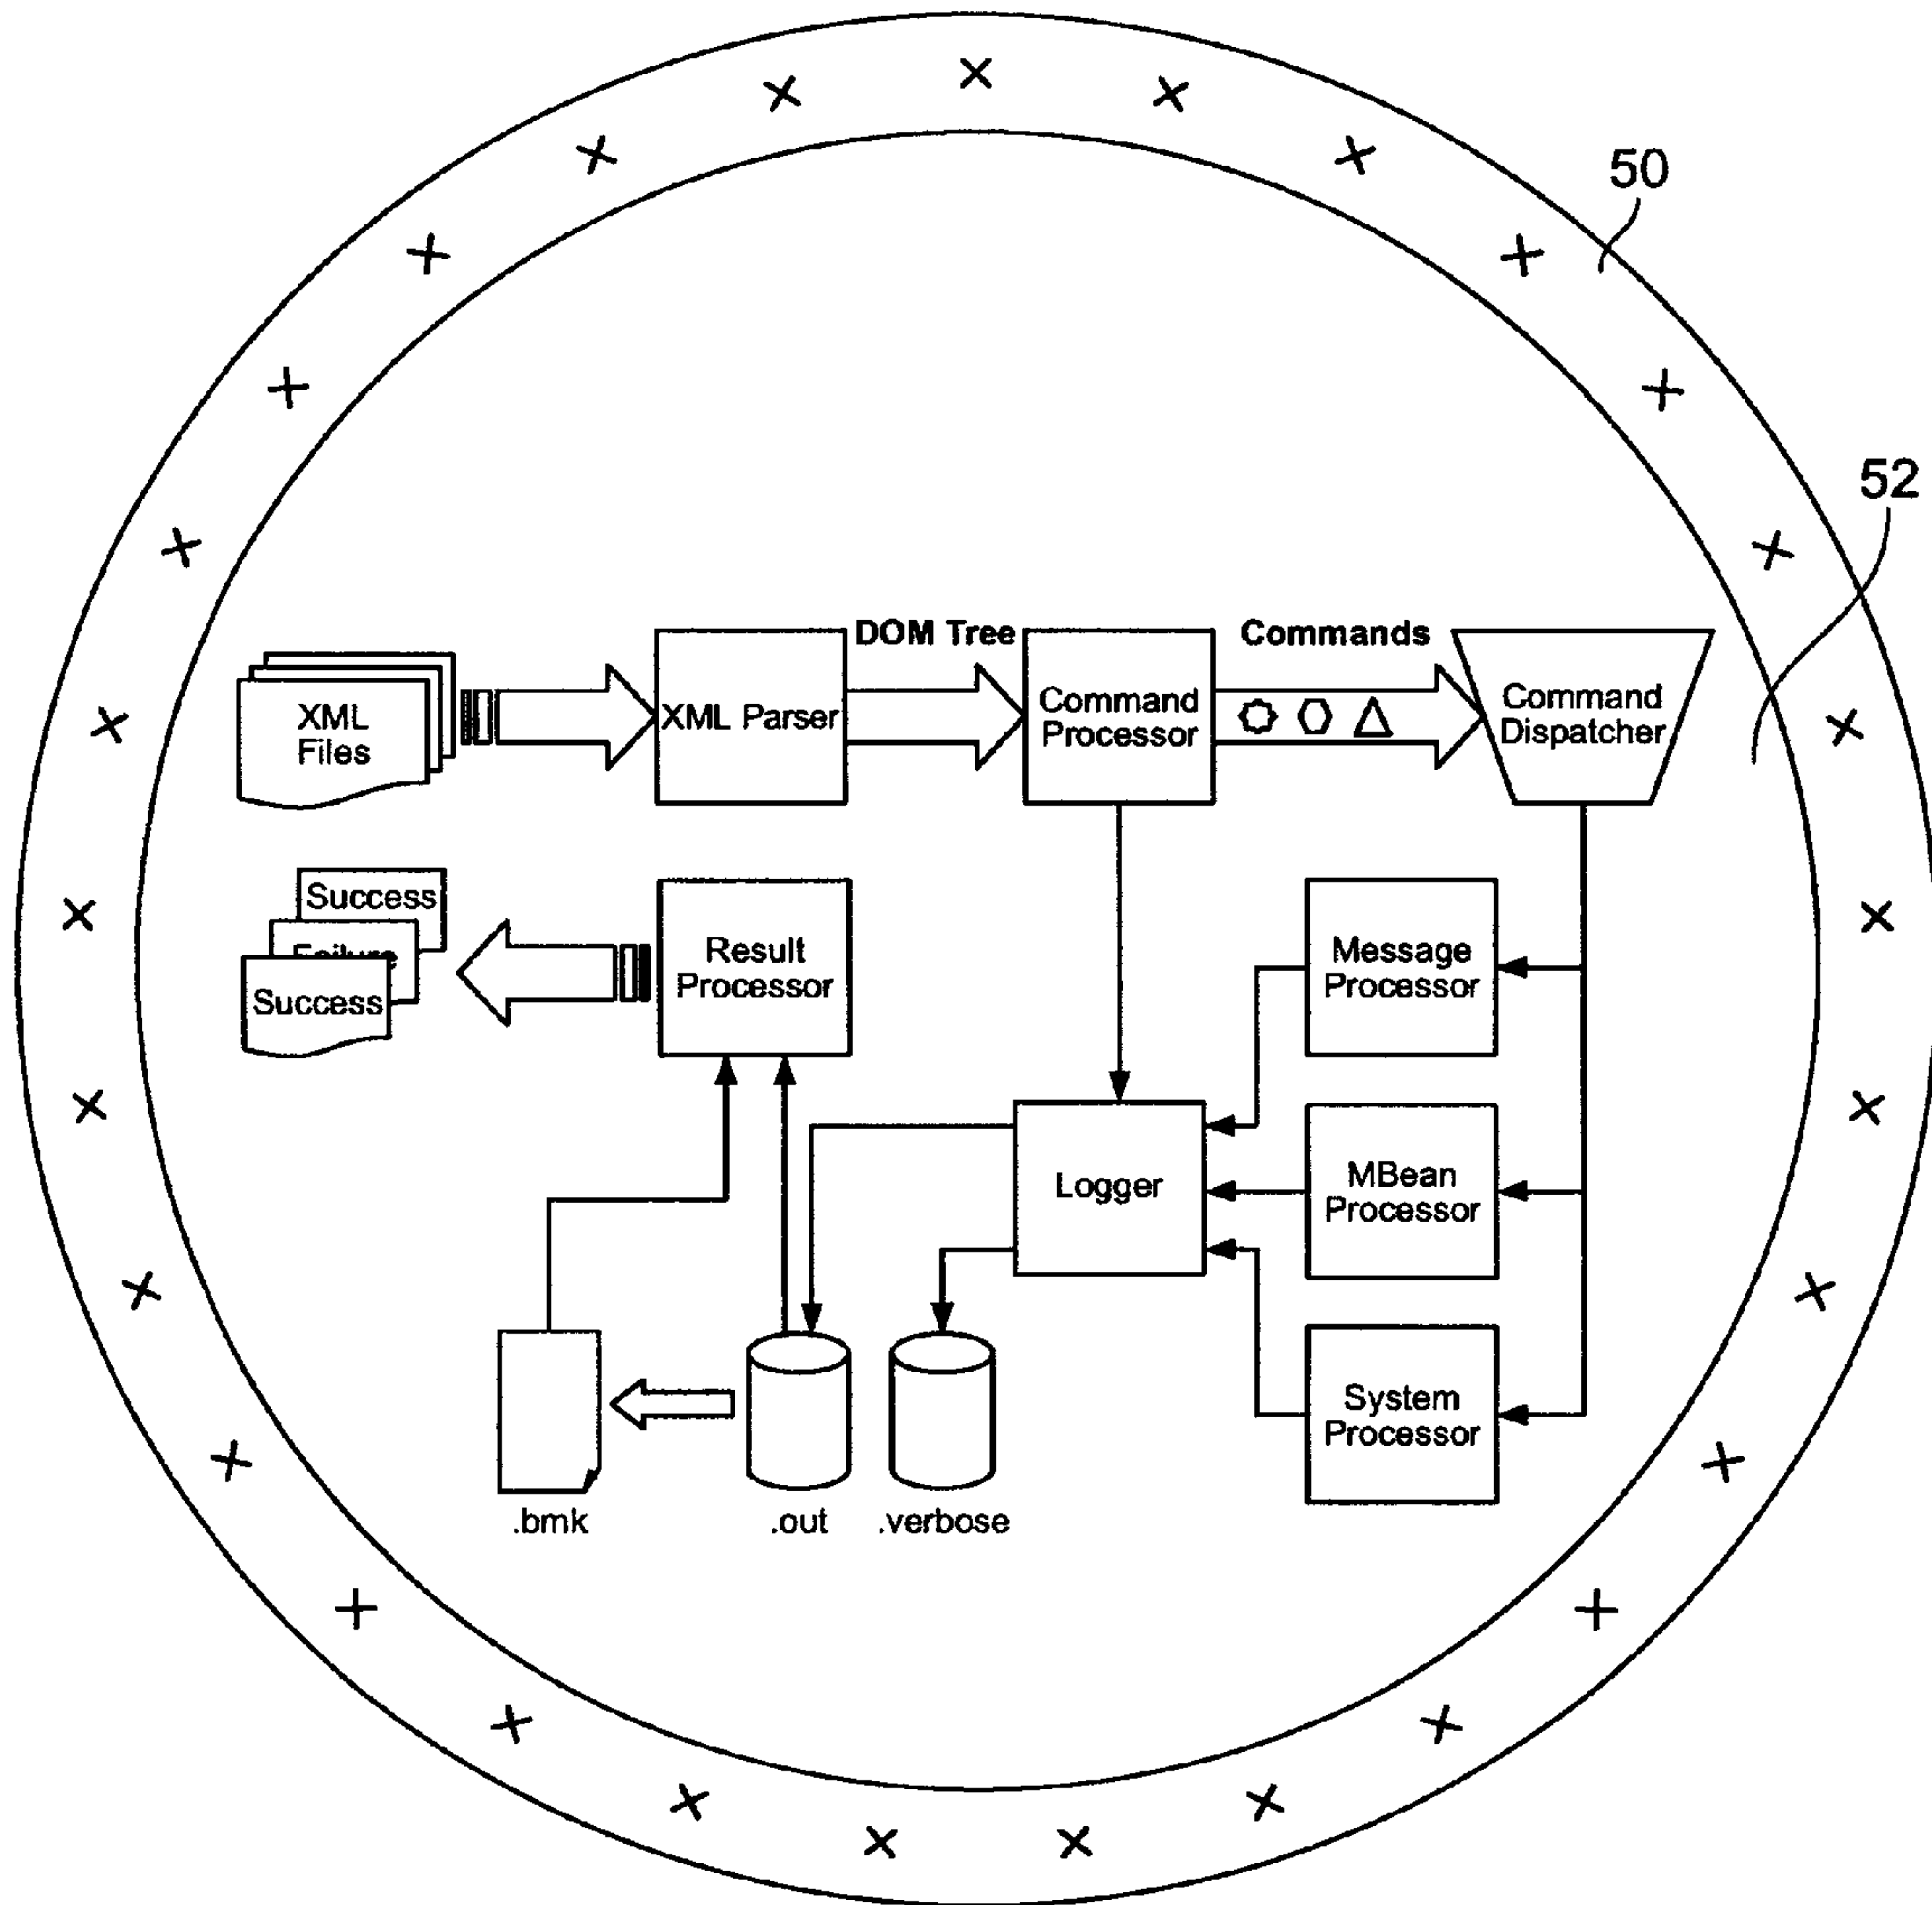 50
52
DOM Tree
Commands
XML
Files
XML Parser
Command
Processor
Command
Dispatcher
Success
Failure
Success
Result
Processor
Message
Processor
Logger
MBean
Processor
System
Processor
.bmk
.out
.verbose